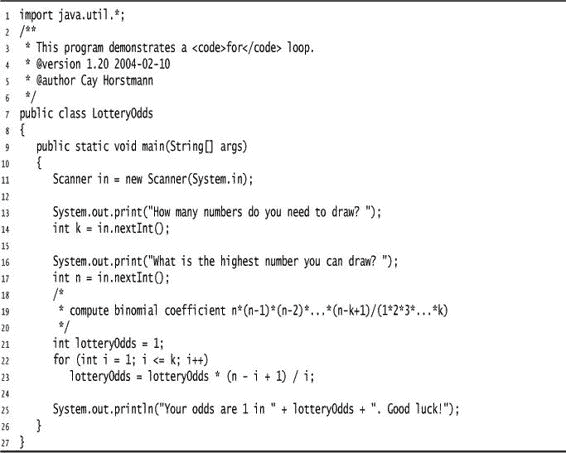 1 import java.util.*;
2 /**
3 * This program demonstrates a <code>for</code> loop.
4 * @version 1.20 2004-02-10
5 * @author Cay Horstmann
6 */
7 public class LotteryOdds
8 {
9 public static void main(String[] args)
10 {
11 Scanner in = new Scanner(System.in);
12
13 System.out.print("How many numbers do you need to draw? ");
14 int k = in.nextInt();
15
16 System.out.print("What is the highest number you can draw? ");
17 int n = in.nextInt();
18 /*
19 * compute binomial coefficient n*(n-1)*(n-2)*...*(n-k+1)/(1*2*3*...*k)
20 */
21 int lotteryOdds = 1;
22 for (int i = 1; i <= k; i++)
23 lotteryOdds = lotteryOdds * (n - i + 1) / i;
24
25 System.out.println("Your odds are 1 in " + lotteryOdds + ". Good luck!");
26 }
27 }